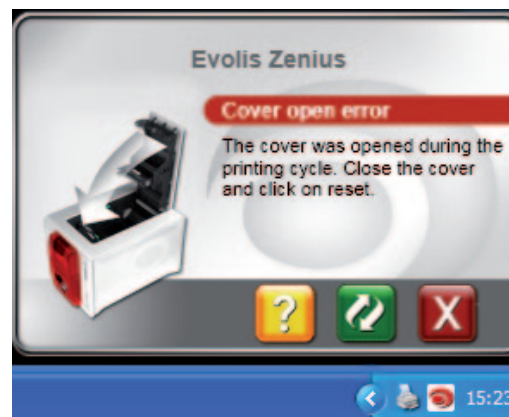 Evolis Zenius
Cover open error
The cover was opened during the
printing cycle. Close the cover
and click on reset.
?
X
15:23